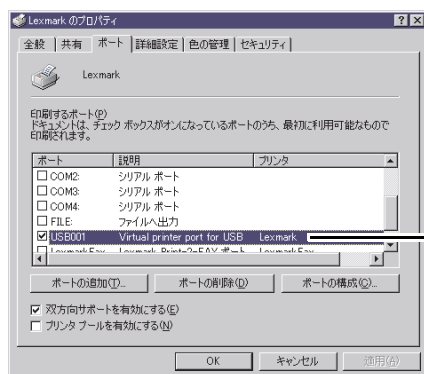 Lexmark のプロパティ
全般 共有 ポート 詳細設定 色の管理 セキュリティ
Lexmark
印刷するポート(P)
ドキュメントは、チェック ボックスがオンになっているポートのうち、最初に利用可能なもので
印刷されます。
ポート 説明 プリンタ
COM2: シリアル ポート
COM3: シリアル ポート
COM4: シリアル ポート
FILE: ファイルへ出力
USB001 Virtual printer port for USB Lexmark
LexmarkFax Lexmark Print-2-FAX ポート LexmarkFax
ポートの追加(T)... ポートの削除(D) ポートの構成(C)...
双方向サポートを有効にする(E)
プリンタ プールを有効にする(N)
OK キャンセル 適用(A)